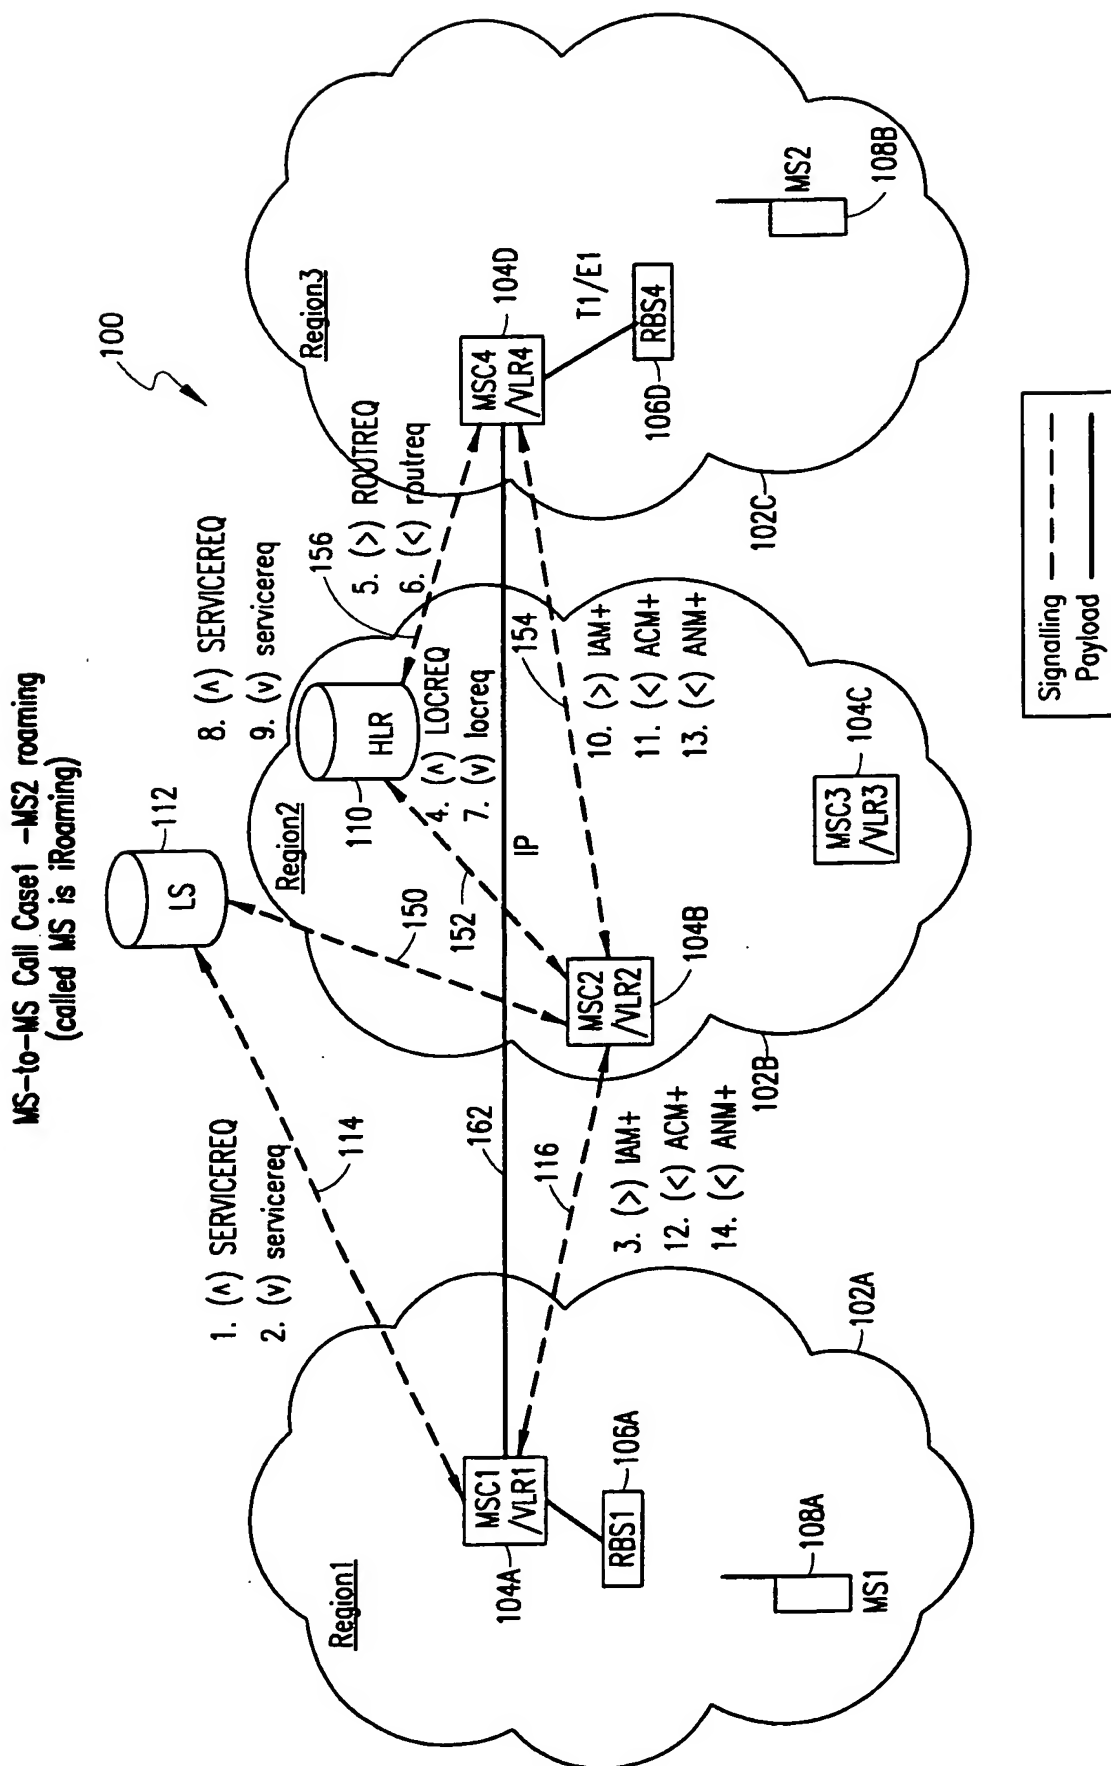 MS-to-MS Call Case1 -MS2 roaming
(called MS is iRoaming)
100
112
LS
1. (∧) SERVICEREQ
2. (v) servicereq
114
8. (∧) SERVICEREQ
9. (v) servicereq
150
156
5. (>) ROUTREQ
6. (<) routreq
Region1
Region2
Region3
110
HLR
4. (∧) LOCREQ
7. (v) locreq
152
162
IP
MSC1
/VLR1
104A
MSC2
/VLR2
104B
MSC4
/VLR4
104D
T1/E1
154
116
3. (>) IAM+
12. (<) ACM+
14. (<) ANM+
10. (>) IAM+
11. (<) ACM+
13. (<) ANM+
RBS1
106A
RBS4
106D
MSC3
/VLR3
104C
MS1
108A
MS2
108B
102A
102B
102C
Signalling
Payload